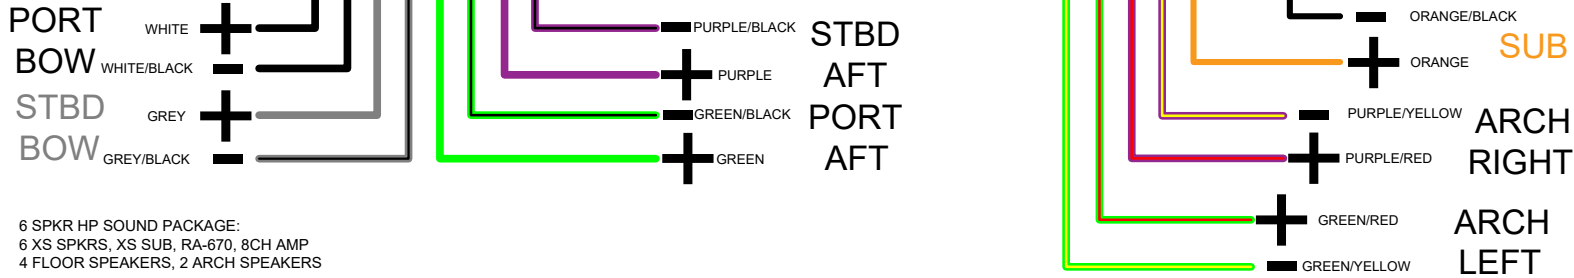 PORT
BOW
WHITE
WHITE/BLACK
STBD
BOW
GREY
GREY/BLACK
PURPLE/BLACK
PURPLE
STBD
AFT
GREEN/BLACK
GREEN
PORT
AFT
ORANGE/BLACK
ORANGE
SUB
PURPLE/YELLOW
PURPLE/RED
ARCH
RIGHT
GREEN/RED
GREEN/YELLOW
ARCH
LEFT
6 SPKR HP SOUND PACKAGE:
6 XS SPKRS, XS SUB, RA-670, 8CH AMP
4 FLOOR SPEAKERS, 2 ARCH SPEAKERS